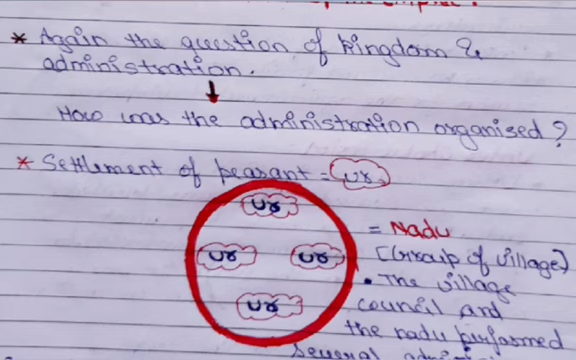 * Again the question of kingdom &
administration.
How was the administration organised?
* Settlement of peasant = ur
ur
= Nadu
ur ur
[Group of village]
• The village
ur
council and
the nadu performed
several